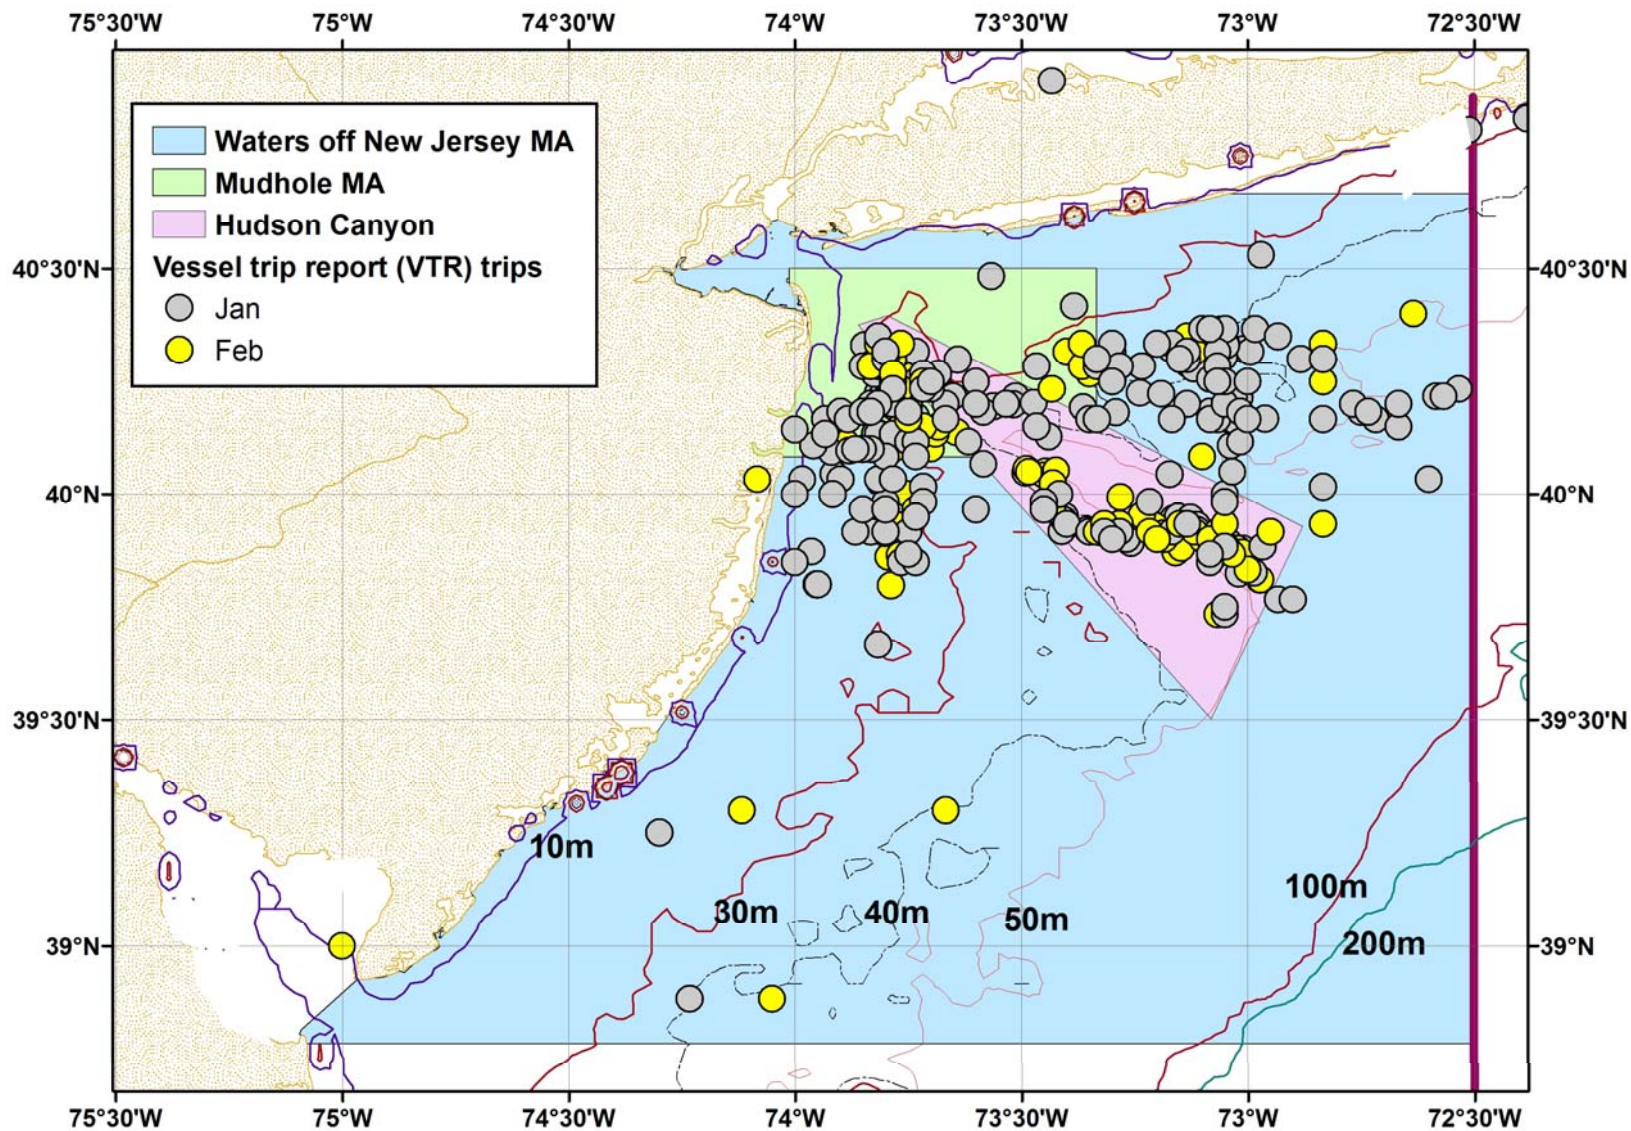 75°30'W 75°W 74°30'W 74°W 73°30'W 73°W 72°30'W
Waters off New Jersey MA
Mudhole MA
Hudson Canyon
Vessel trip report (VTR) trips
Jan
Feb
40°30'N 40°30'N
40°N 40°N
39°30'N 39°30'N
10m
100m
30m 40m 50m
200m
39°N 39°N
75°30'W 75°W 74°30'W 74°W 73°30'W 73°W 72°30'W